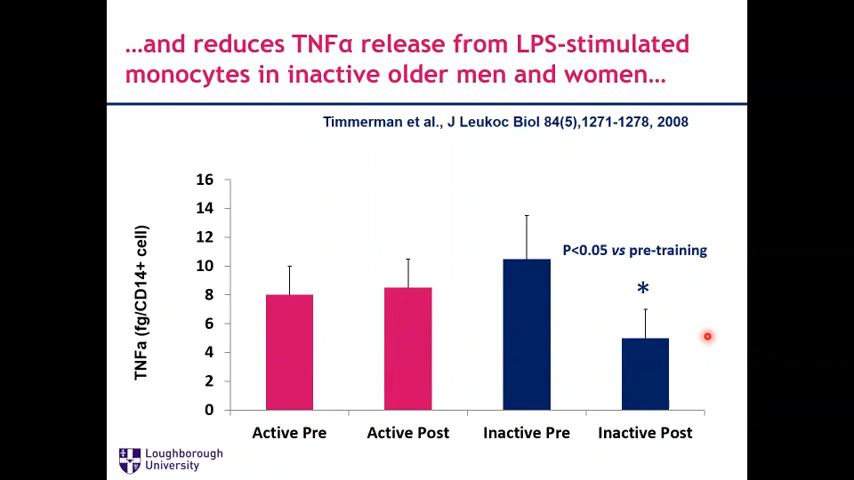 …and reduces TNFα release from LPS-stimulated
monocytes in inactive older men and women…
Timmerman et al., J Leukoc Biol 84(5),1271-1278, 2008
TNFa (fg/CD14+ cell)
16
14
12
10
8
6
4
2
0
P<0.05 vs pre-training
*
Active Pre
Active Post
Inactive Pre
Inactive Post
Loughborough
University